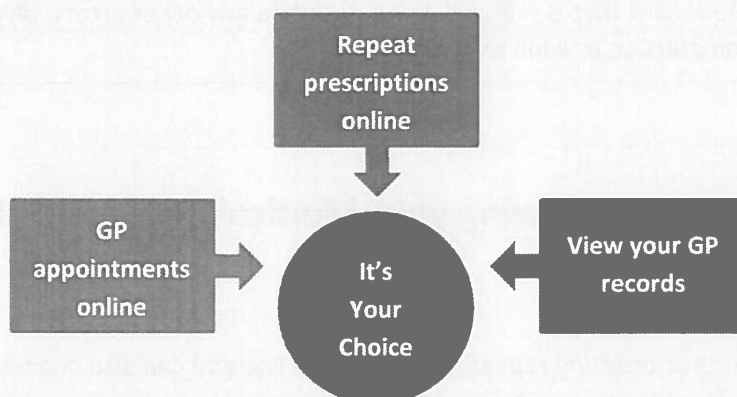 Repeat
prescriptions
online
GP
appointments
online
It's
Your
Choice
View your GP
records